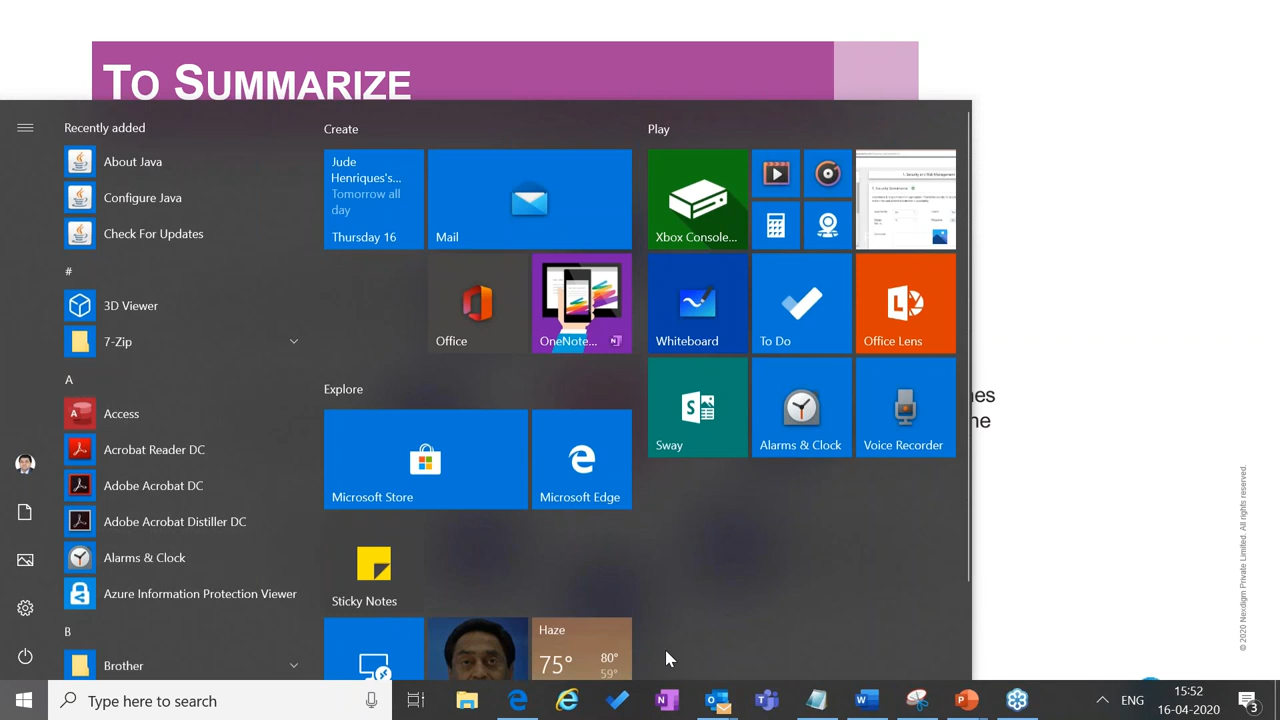 TO SUMMARIZE
Recently added
About Java
Configure Java
Check For Updates
#
3D Viewer
7-Zip
A
Access
Acrobat Reader DC
Adobe Acrobat DC
Adobe Acrobat Distiller DC
Alarms & Clock
Azure Information Protection Viewer
B
Brother
Create
Jude
Henriques's...
Tomorrow all
day
Thursday 16
Mail
Office
OneNote...
Explore
Microsoft Store
Microsoft Edge
Sticky Notes
Haze
75°
80°
59°
Play
Xbox Console...
Whiteboard
To Do
Office Lens
Sway
Alarms & Clock
Voice Recorder
nes
ne
© 2020 Nexdigm Private Limited. All rights reserved.
Type here to search
ENG
15:52
16-04-2020
3